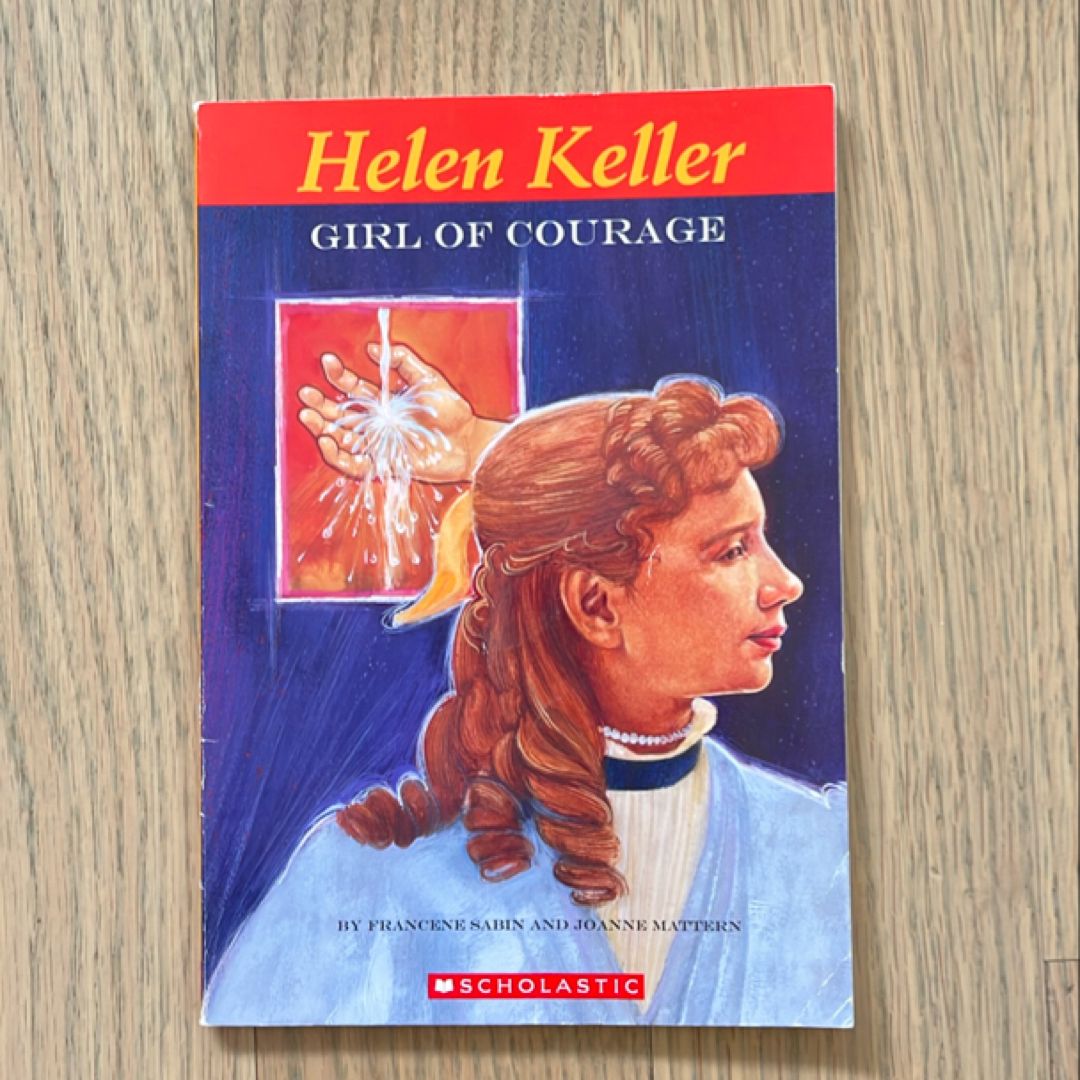 Helen Keller
GIRL OF COURAGE
BY FRANCENE SABIN AND JOANNE MATTERN
SCHOLASTIC